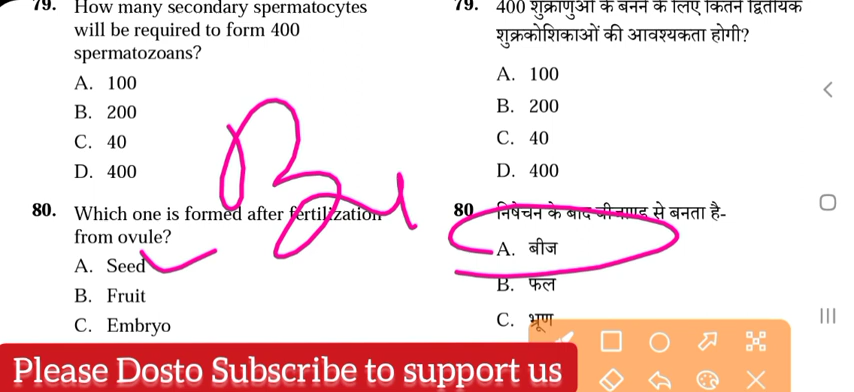 79. How many secondary spermatocytes
will be required to form 400
spermatozoans?
A. 100
B. 200
C. 40
D. 400
80. Which one is formed after fertilization
from ovule?
A. Seed
B. Fruit
C. Embryo
79. 400 शुक्राणुओं के बनने के लिए कितने द्वितीयक
शुक्रकोशिकाओं की आवश्यकता होगी?
A. 100
B. 200
C. 40
D. 400
80 निषेचन के बाद बीजाण्ड से बनता है-
A. बीज
B. फल
C. भ्रूण
Please Dosto Subscribe to support us